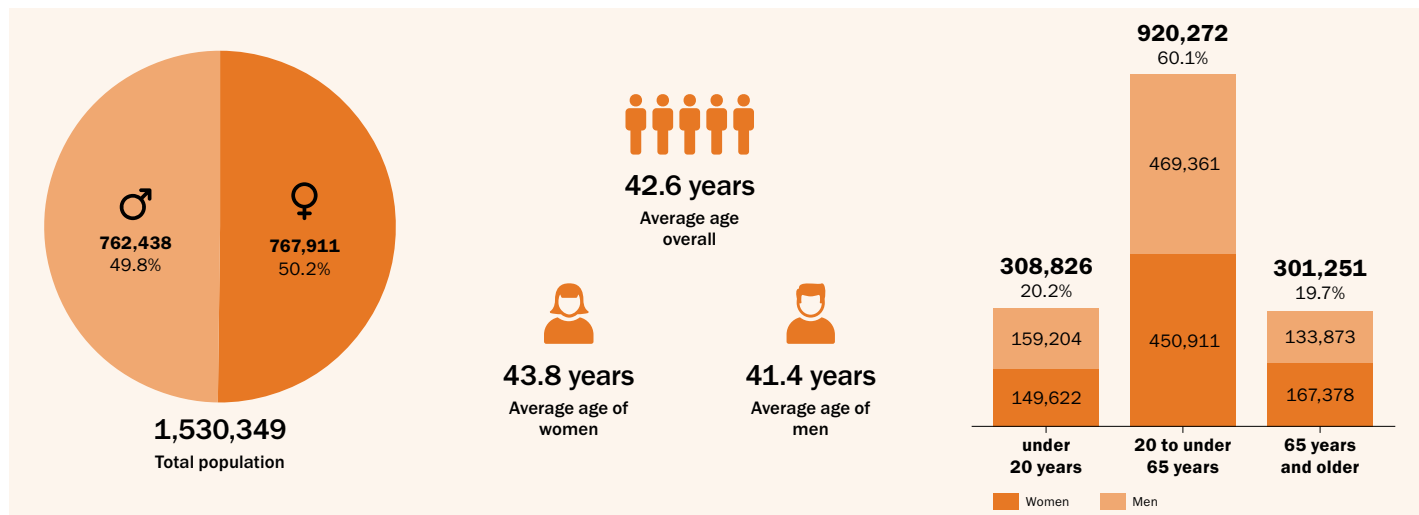 762,438
49.8%
767,911
50.2%
1,530,349
Total population
42.6 years
Average age
overall
43.8 years
Average age of
women
41.4 years
Average age of
men
308,826
20.2%
159,204
149,622
under
20 years
920,272
60.1%
469,361
450,911
20 to under
65 years
301,251
19.7%
133,873
167,378
65 years
and older
Women
Men